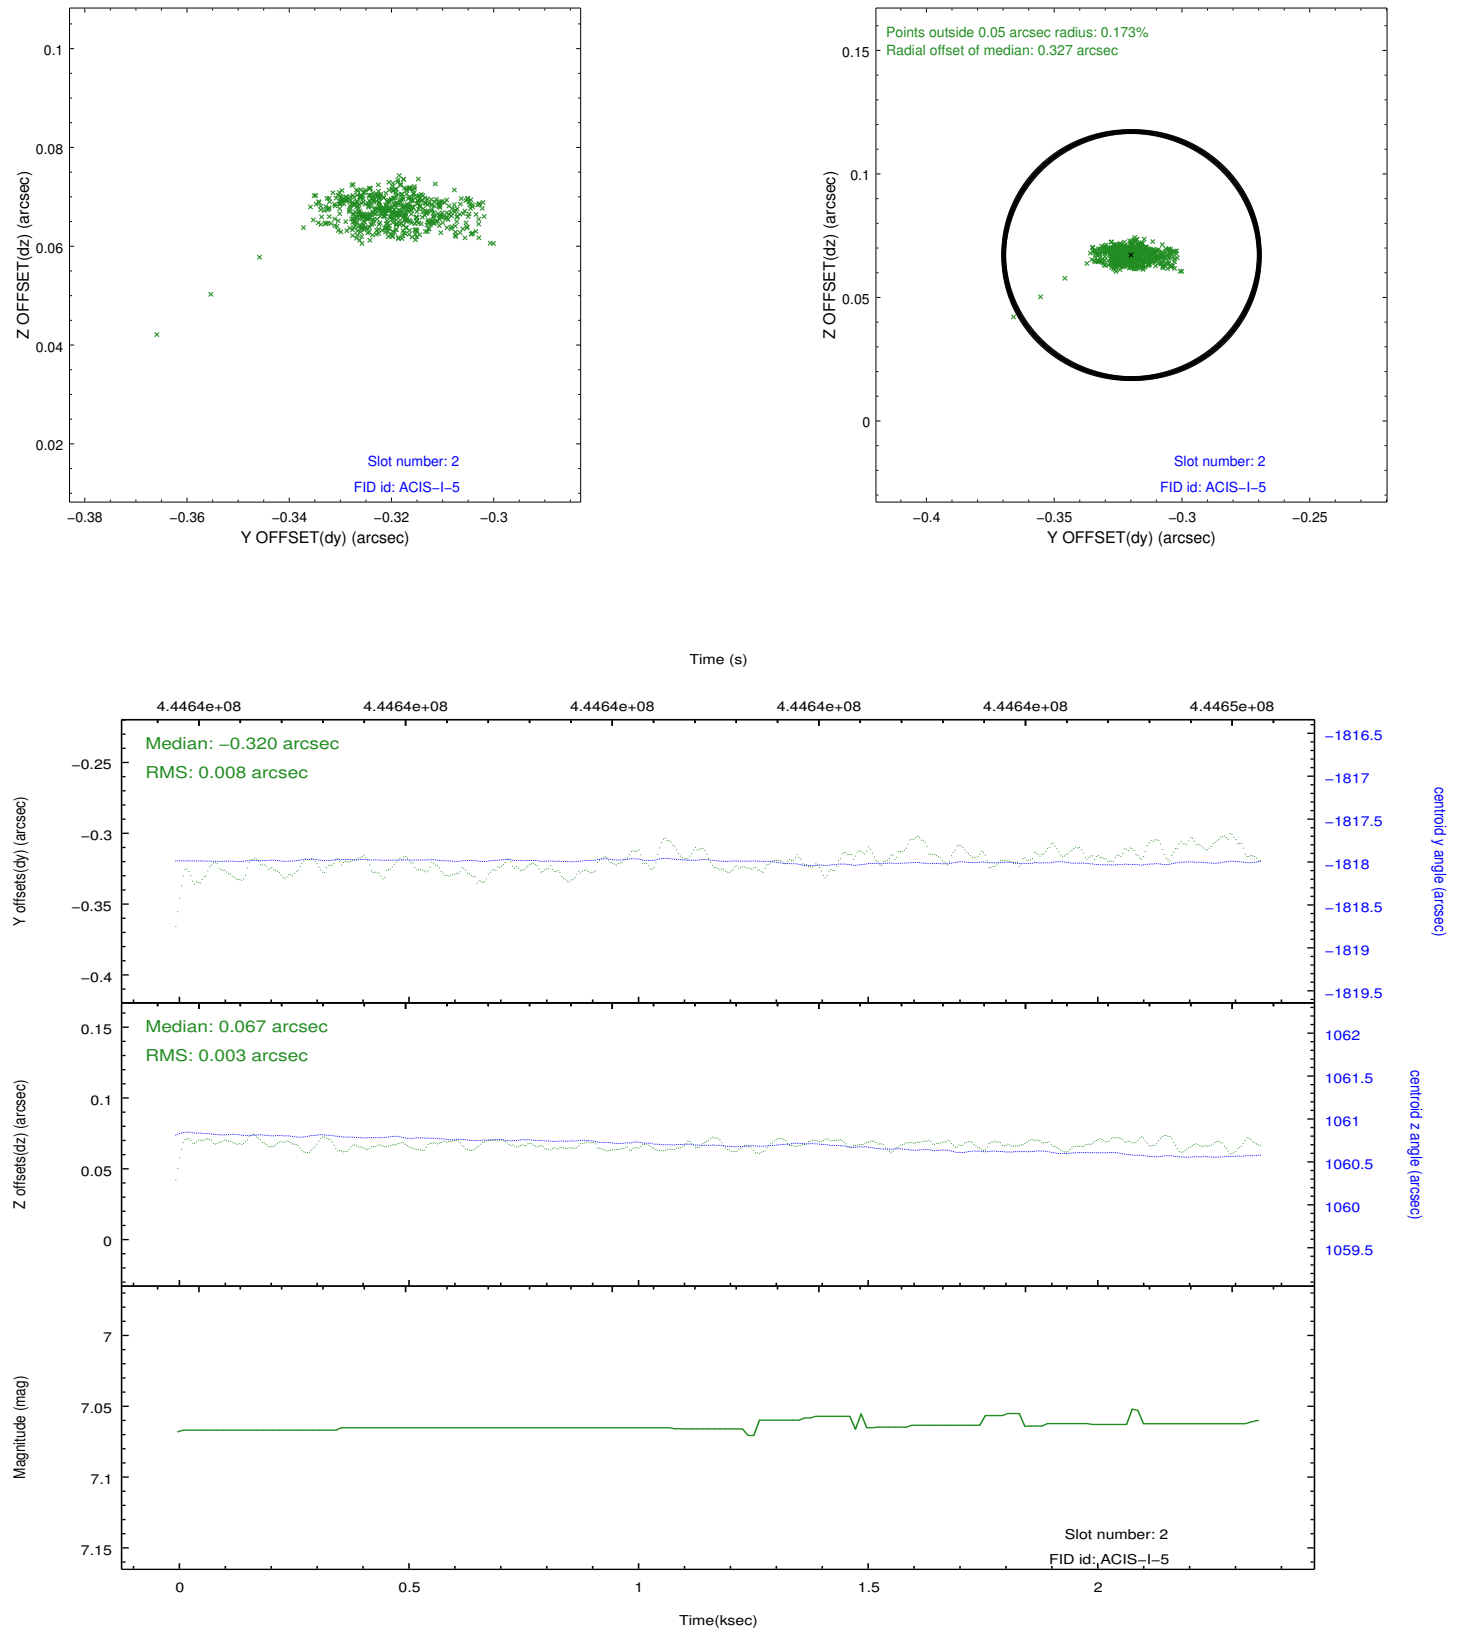 0.1
0.08
0.06
0.04
0.02
Z OFFSET(dz) (arcsec)
Slot number: 2
FID id: ACIS−I−5
−0.38 −0.36 −0.34 −0.32 −0.3
Y OFFSET(dy) (arcsec)
Points outside 0.05 arcsec radius: 0.173%
Radial offset of median: 0.327 arcsec
0.15
0.1
0.05
0
Z OFFSET(dz) (arcsec)
Slot number: 2
FID id: ACIS−I−5
−0.4 −0.35 −0.3 −0.25
Y OFFSET(dy) (arcsec)
Time (s)
4.4464e+08 4.4464e+08 4.4464e+08 4.4464e+08 4.4464e+08 4.4465e+08
Median: −0.320 arcsec
RMS: 0.008 arcsec
−0.25
−0.3
−0.35
−0.4
Y offsets(dy) (arcsec)
−1816.5
−1817
−1817.5
−1818
−1818.5
−1819
−1819.5
centroid y angle (arcsec)
Median: 0.067 arcsec
RMS: 0.003 arcsec
0.15
0.1
0.05
0
Z offsets(dz) (arcsec)
1062
1061.5
1061
1060.5
1060
1059.5
centroid z angle (arcsec)
7
7.05
7.1
7.15
Magnitude (mag)
Slot number: 2
FID id: ACIS−I−5
0 0.5 1 1.5 2
Time(ksec)